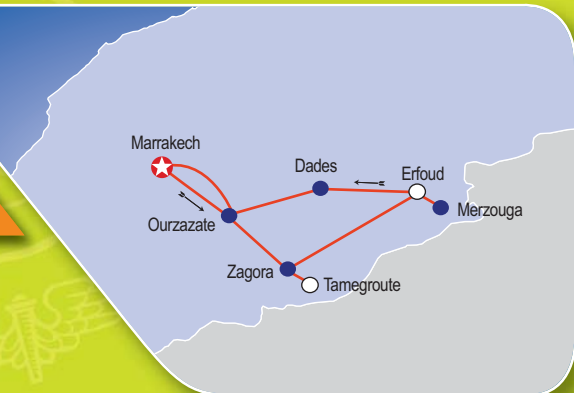 Marrakech
Dades
Erfoud
Merzouga
Ourzazate
Zagora
Tamegroute